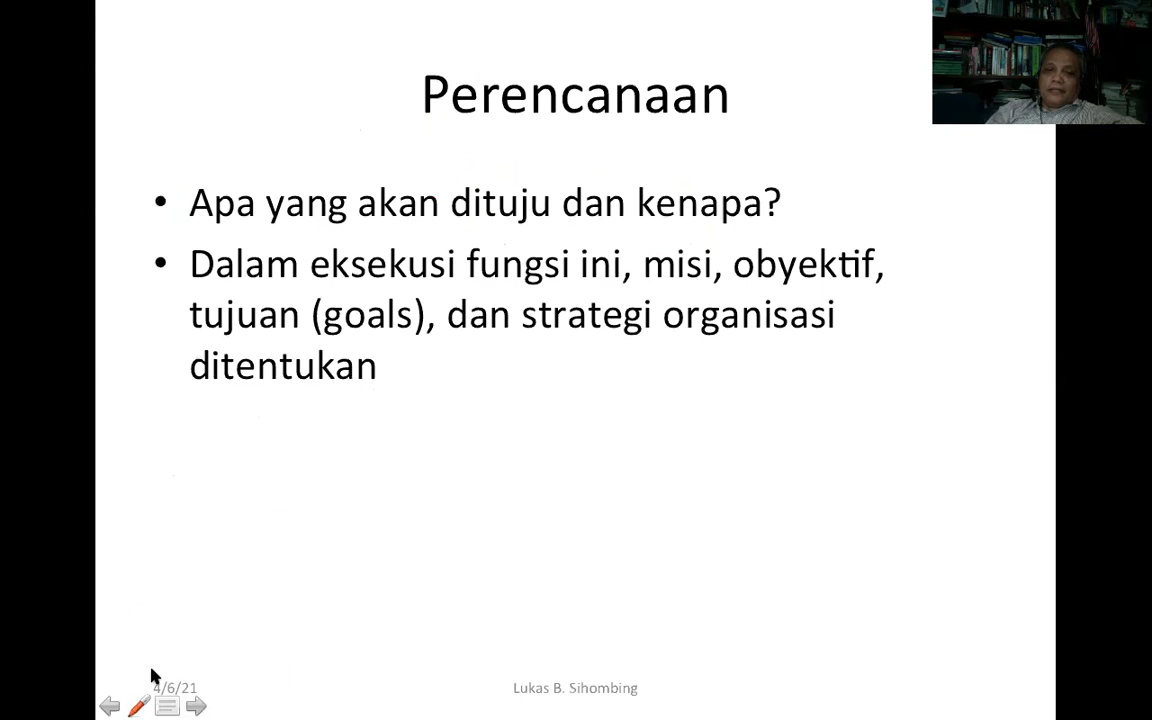 Perencanaan
• Apa yang akan dituju dan kenapa?
• Dalam eksekusi fungsi ini, misi, obyektif,
tujuan (goals), dan strategi organisasi
ditentukan
4/6/21
Lukas B. Sihombing